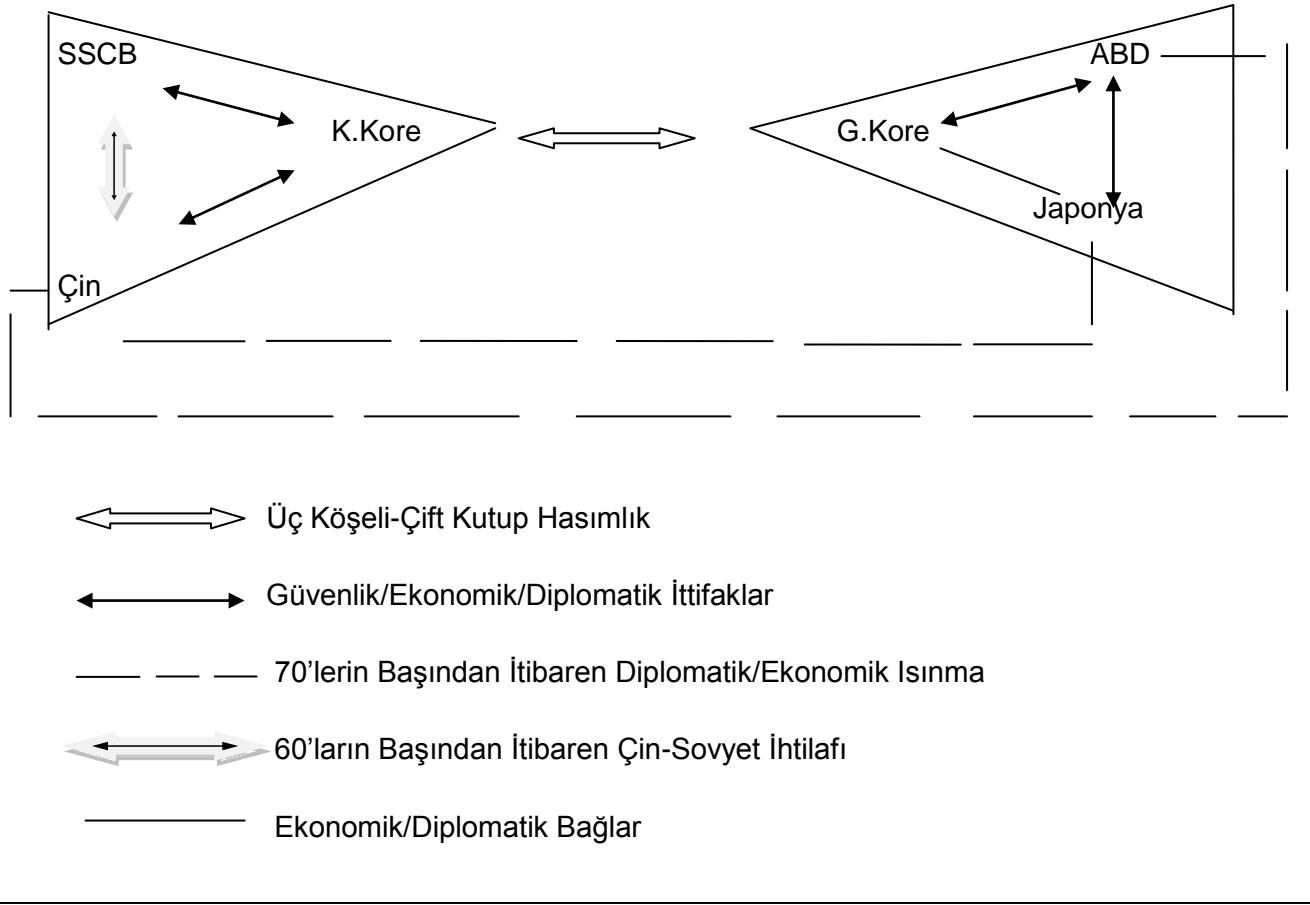 SSCB
ABD
K.Kore
G.Kore
Japonya
Çin
Üç Köşeli-Çift Kutup Hasımlık
Güvenlik/Ekonomik/Diplomatik İttifaklar
70’lerin Başından İtibaren Diplomatik/Ekonomik Isınma
60’ların Başından İtibaren Çin-Sovyet İhtilafı
Ekonomik/Diplomatik Bağlar